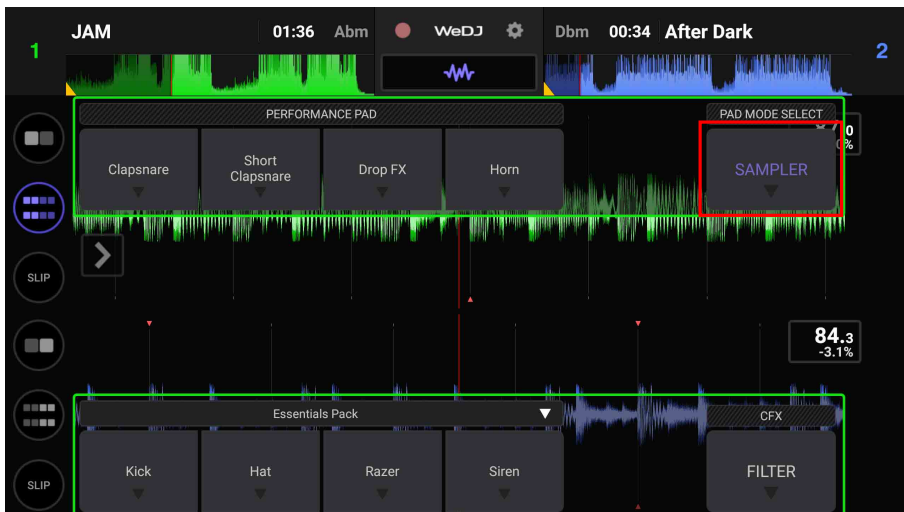 1
JAM
01:36
Abm
WeDJ
Dbm
00:34
After Dark
2
PERFORMANCE PAD
PAD MODE SELECT
Clapsnare
Short
Clapsnare
Drop FX
Horn
SAMPLER
SLIP
84.3
-3.1%
Essentials Pack
CFX
Kick
Hat
Razer
Siren
FILTER
SLIP